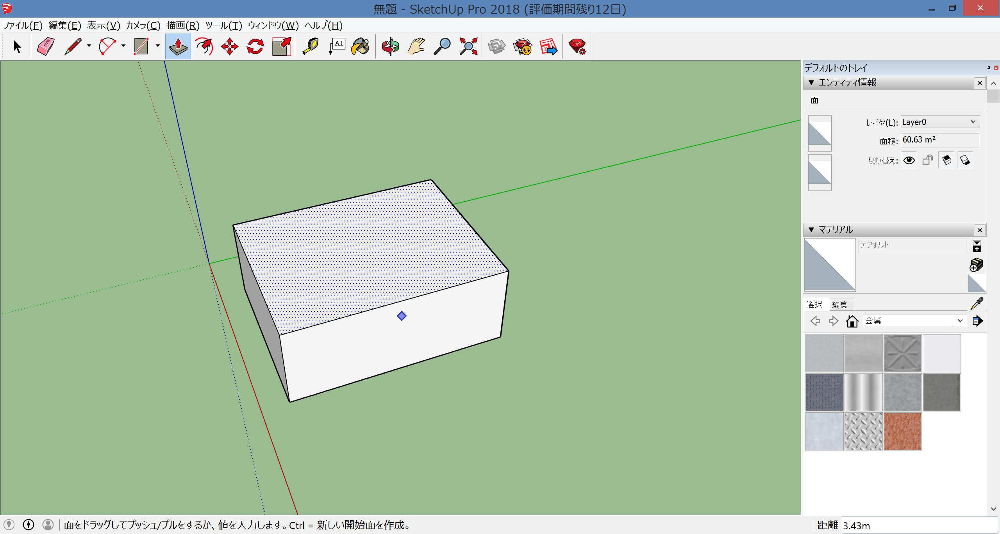 無題 - SketchUp Pro 2018 (評価期間残り12日)
ファイル(F) 編集(E) 表示(V) カメラ(C) 描画(R) ツール(T) ウィンドウ(W) ヘルプ(H)
pink
A1
デフォルトのトレイ
エンティティ情報
面
レイヤ(L): Layer0
面積: 60.63 m²
切り替え:
マテリアル
デフォルト
選択 編集
金属
面をドラッグしてプッシュ/プルをするか、値を入力します。Ctrl = 新しい開始面を作成。
距離 3.43m